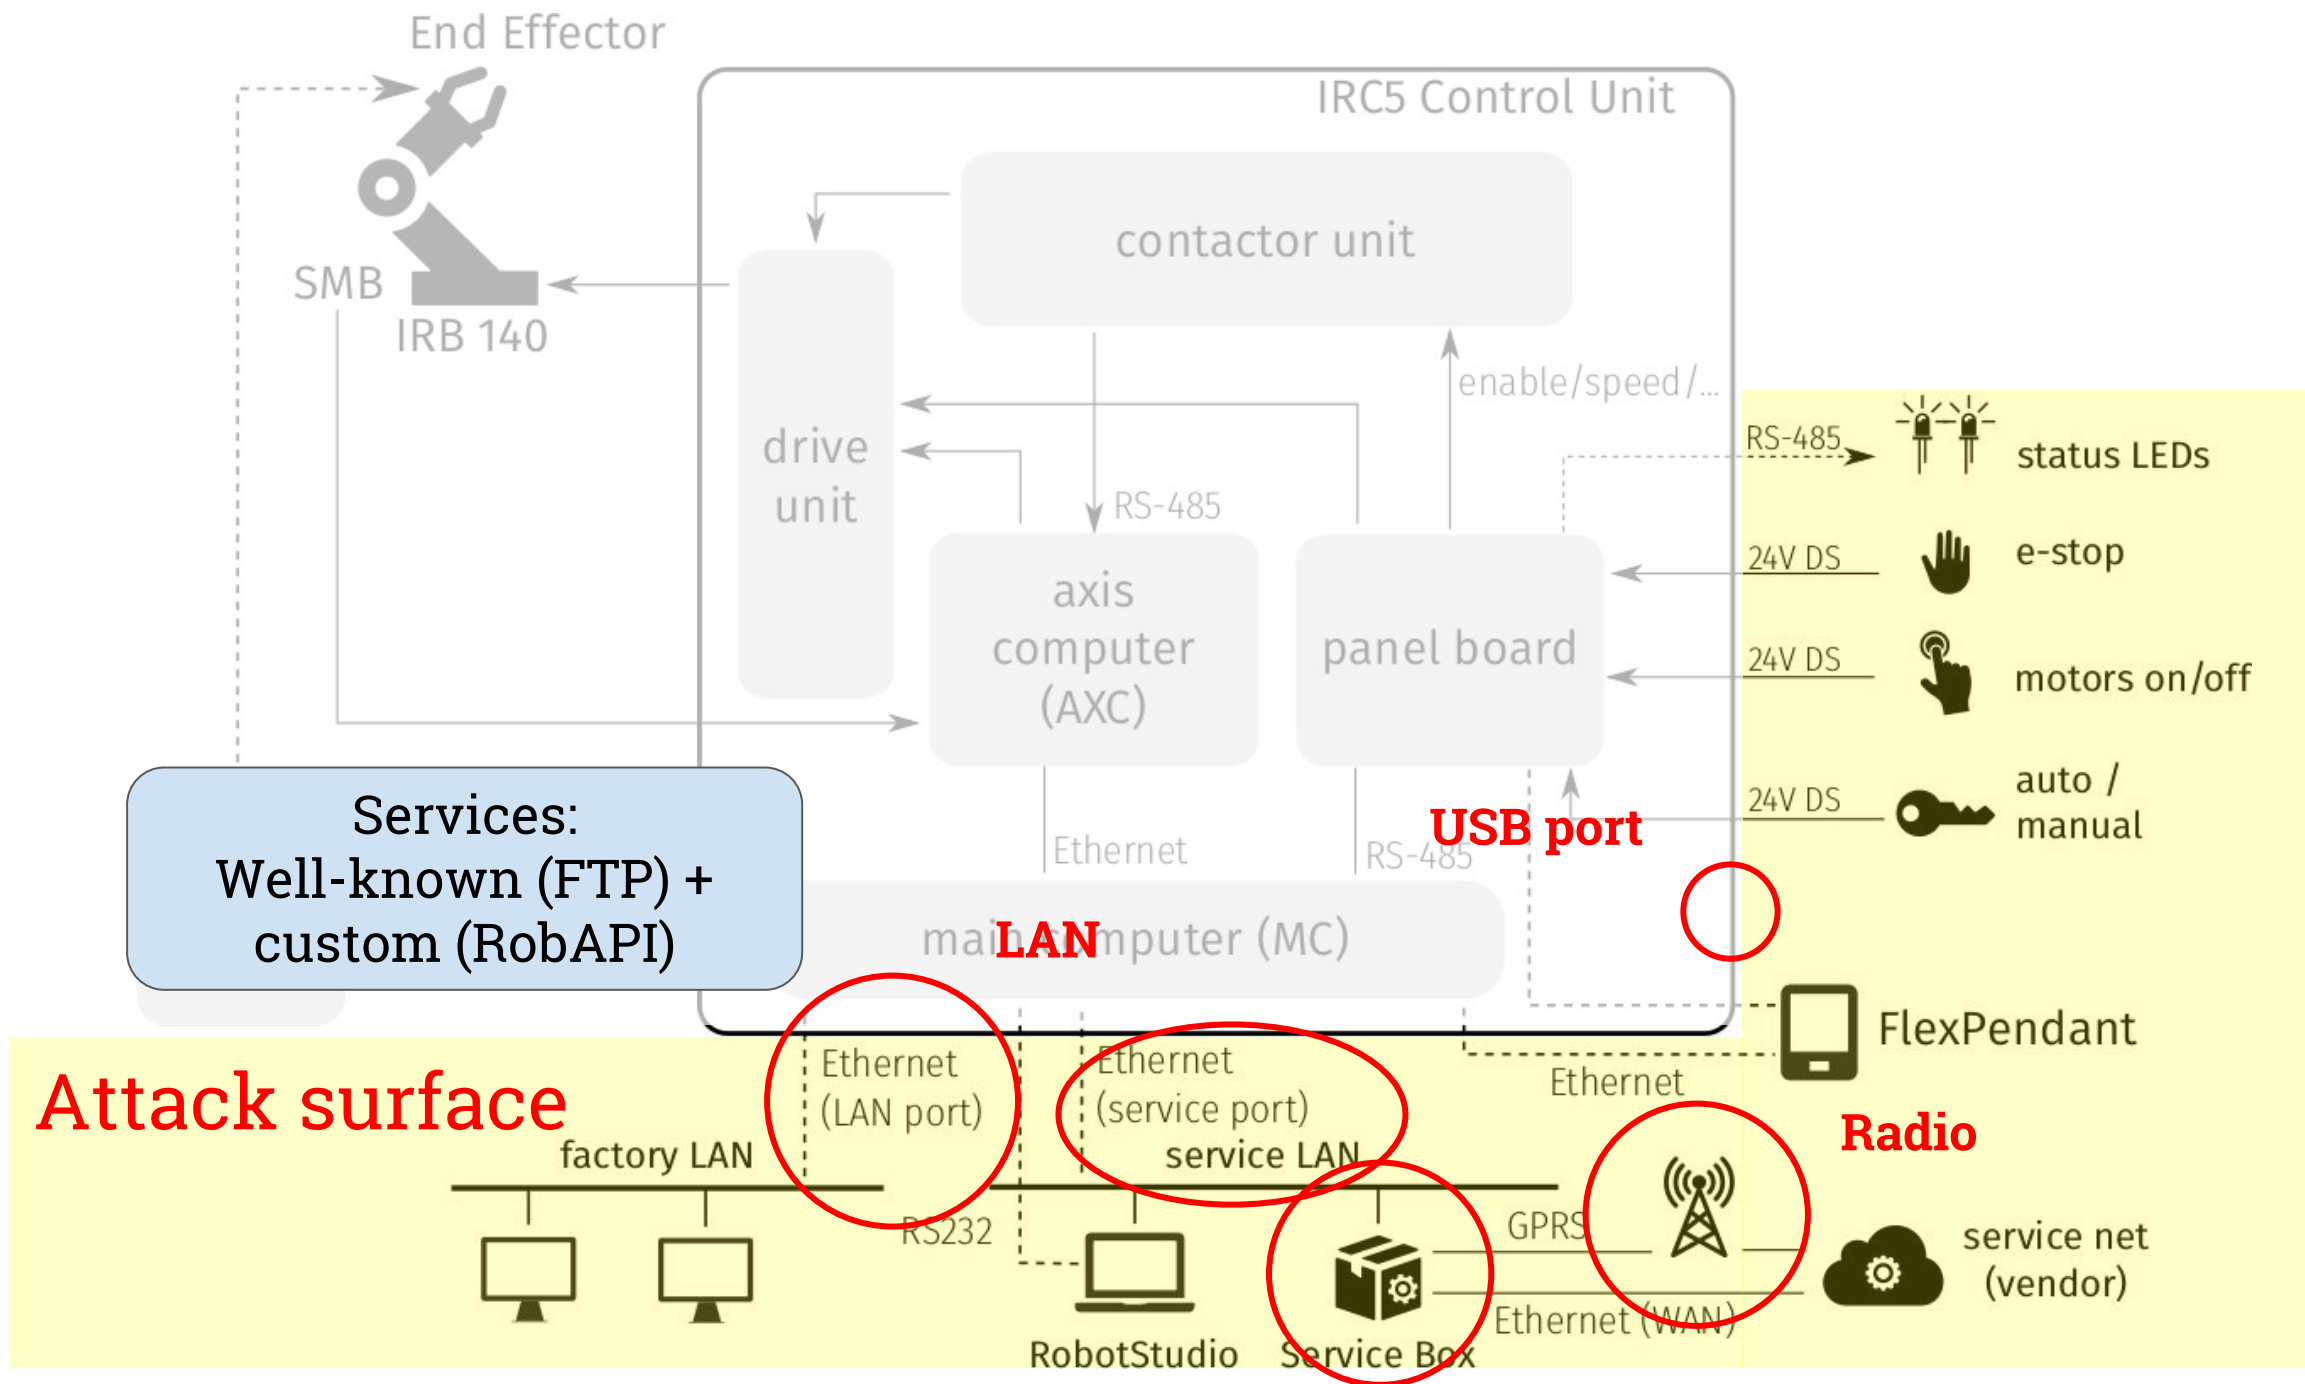 End Effector
IRC5 Control Unit
contactor unit
SMB
IRB 140
enable/speed/...
drive
unit
RS-485
RS-485
status LEDs
axis
computer
(AXC)
panel board
24V DS
e-stop
24V DS
motors on/off
24V DS
auto /
manual
Services:
Well-known (FTP) +
custom (RobAPI)
Ethernet
RS-485
USB port
main computer (MC)
LAN
FlexPendant
Ethernet
Attack surface
Ethernet
(LAN port)
Ethernet
(service port)
Radio
factory LAN
service LAN
RS232
GPRS
service net
(vendor)
Ethernet (WAN)
RobotStudio
Service Box